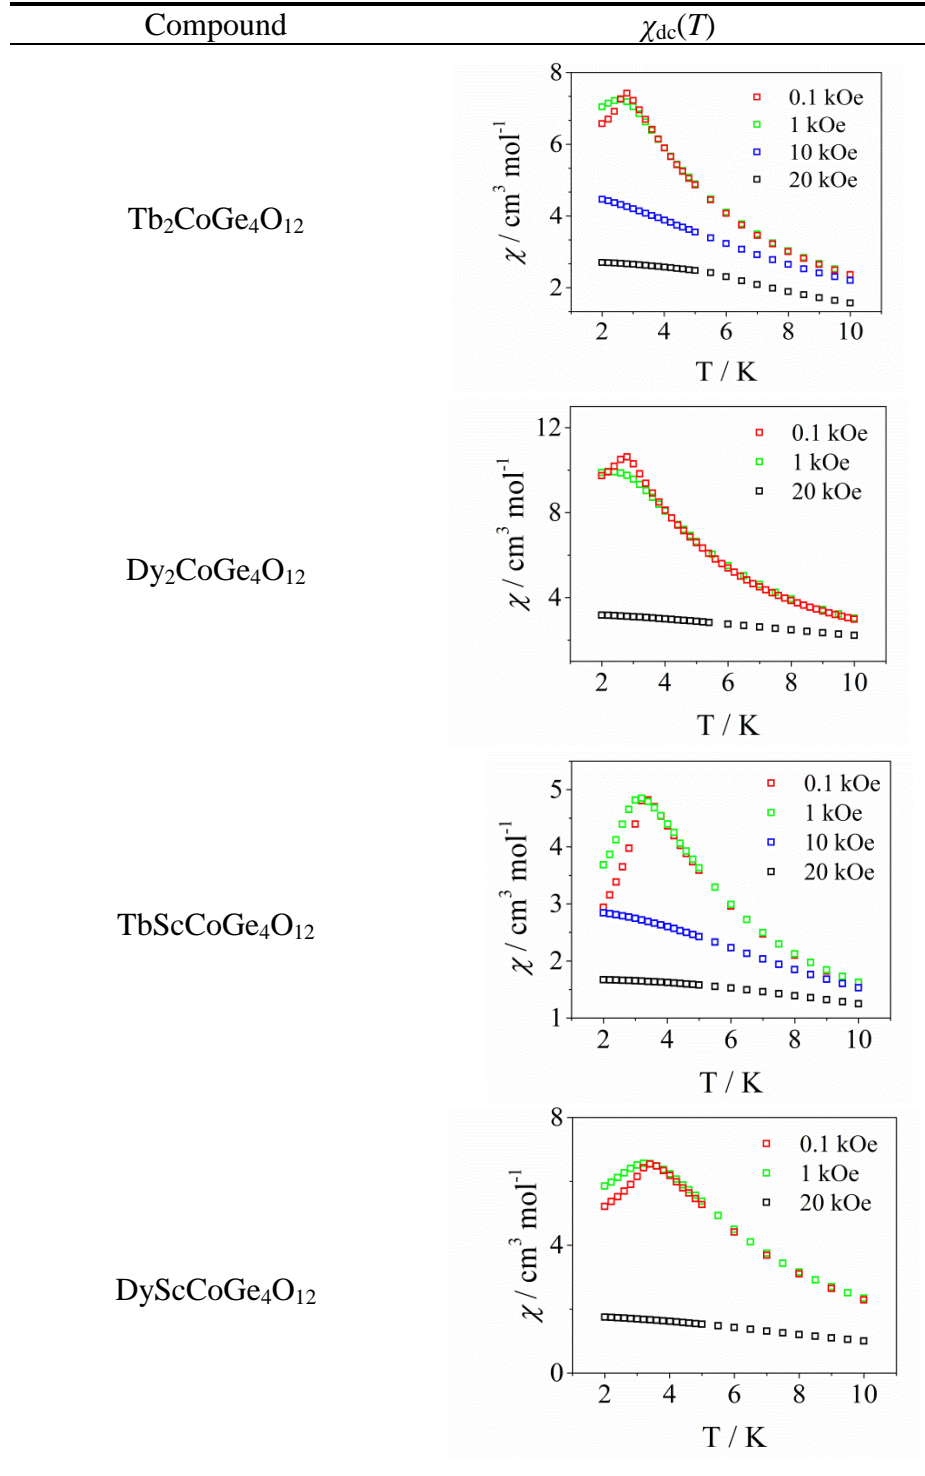 Compound χdc(T)
Tb₂CoGe₄O₁₂
8
6
4
2
χ / cm³ mol⁻¹
0.1 kOe
1 kOe
10 kOe
20 kOe
2 4 6 8 10
T / K
Dy₂CoGe₄O₁₂
12
8
4
χ / cm³ mol⁻¹
0.1 kOe
1 kOe
20 kOe
2 4 6 8 10
T / K
TbScCoGe₄O₁₂
5
4
3
2
1
χ / cm³ mol⁻¹
0.1 kOe
1 kOe
10 kOe
20 kOe
2 4 6 8 10
T / K
DyScCoGe₄O₁₂
8
4
0
χ / cm³ mol⁻¹
0.1 kOe
1 kOe
20 kOe
2 4 6 8 10
T / K